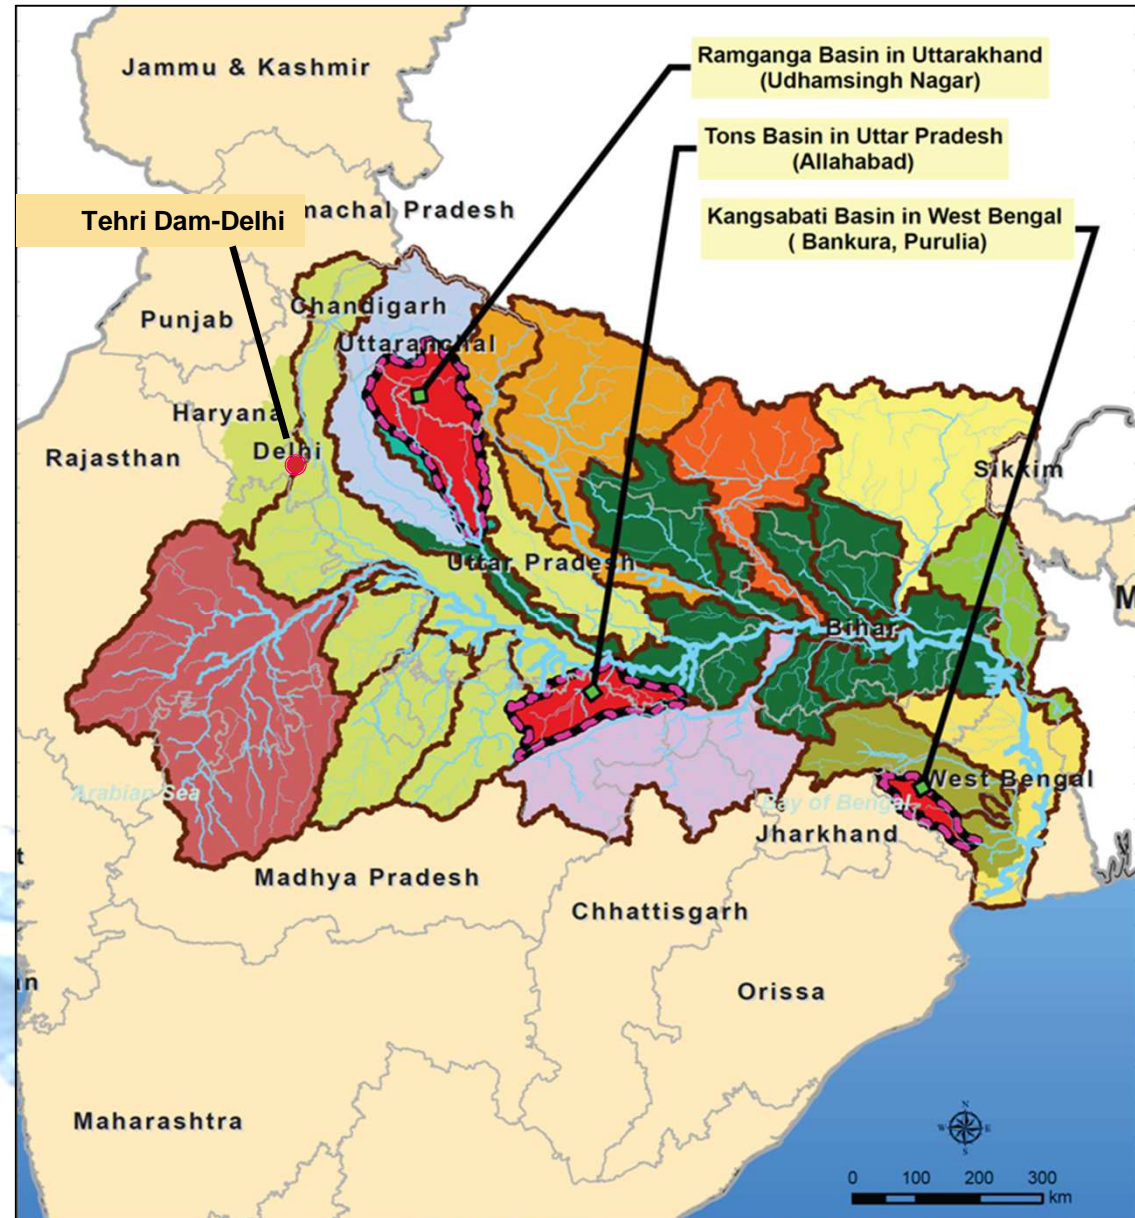 Jammu & Kashmir
Ramganga Basin in Uttarakhand
(Udhamsingh Nagar)
Tons Basin in Uttar Pradesh
(Allahabad)
Kangsabati Basin in West Bengal
( Bankura, Purulia)
Tehri Dam-Delhi
machal Pradesh
Chandigarh
Punjab
Uttaranchal
Haryana
Delhi
Rajasthan
Sikkim
Uttar Pradesh
M
Bihar
West Bengal
Arabian Sea
Bay of Bengal
Jharkhand
t
Madhya Pradesh
Chhattisgarh
an
Orissa
Maharashtra
N
W E
S
0 100 200 300
km